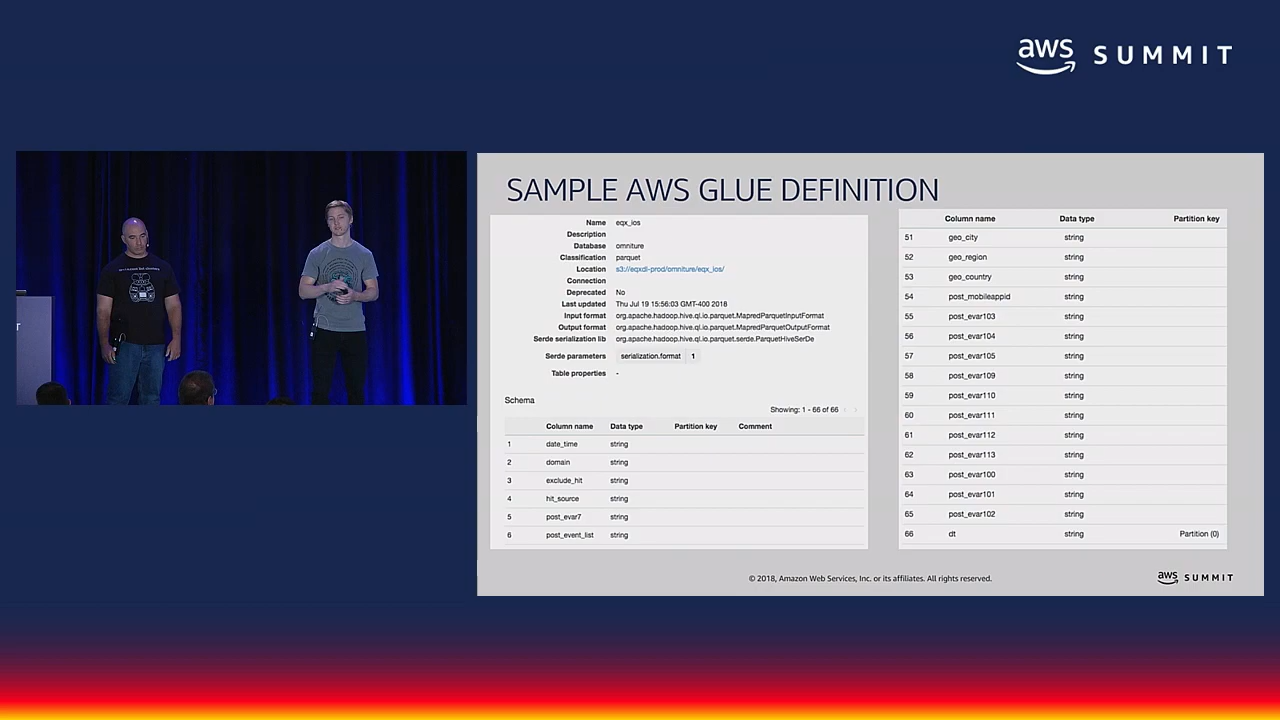 aws SUMMIT
SAMPLE AWS GLUE DEFINITION
Name eqx_ios
Description
Database omniture
Classification parquet
Location s3://eqxdl-prod/omniture/eqx_ios/
Connection
Deprecated No
Last updated Thu Jul 19 15:56:03 GMT-400 2018
Input format org.apache.hadoop.hive.ql.io.parquet.MapredParquetInputFormat
Output format org.apache.hadoop.hive.ql.io.parquet.MapredParquetOutputFormat
Serde serialization lib org.apache.hadoop.hive.ql.io.parquet.serde.ParquetHiveSerDe
Serde parameters serialization.format 1
Table properties -
Schema
Showing: 1 - 66 of 66 < >
Column name Data type Partition key Comment
1 date_time string
2 domain string
3 exclude_hit string
4 hit_source string
5 post_evar7 string
6 post_event_list string
Column name Data type Partition key
51 geo_city string
52 geo_region string
53 geo_country string
54 post_mobileappid string
55 post_evar103 string
56 post_evar104 string
57 post_evar105 string
58 post_evar109 string
59 post_evar110 string
60 post_evar111 string
61 post_evar112 string
62 post_evar113 string
63 post_evar100 string
64 post_evar101 string
65 post_evar102 string
66 dt string Partition (0)
© 2018, Amazon Web Services, Inc. or its affiliates. All rights reserved.
aws SUMMIT